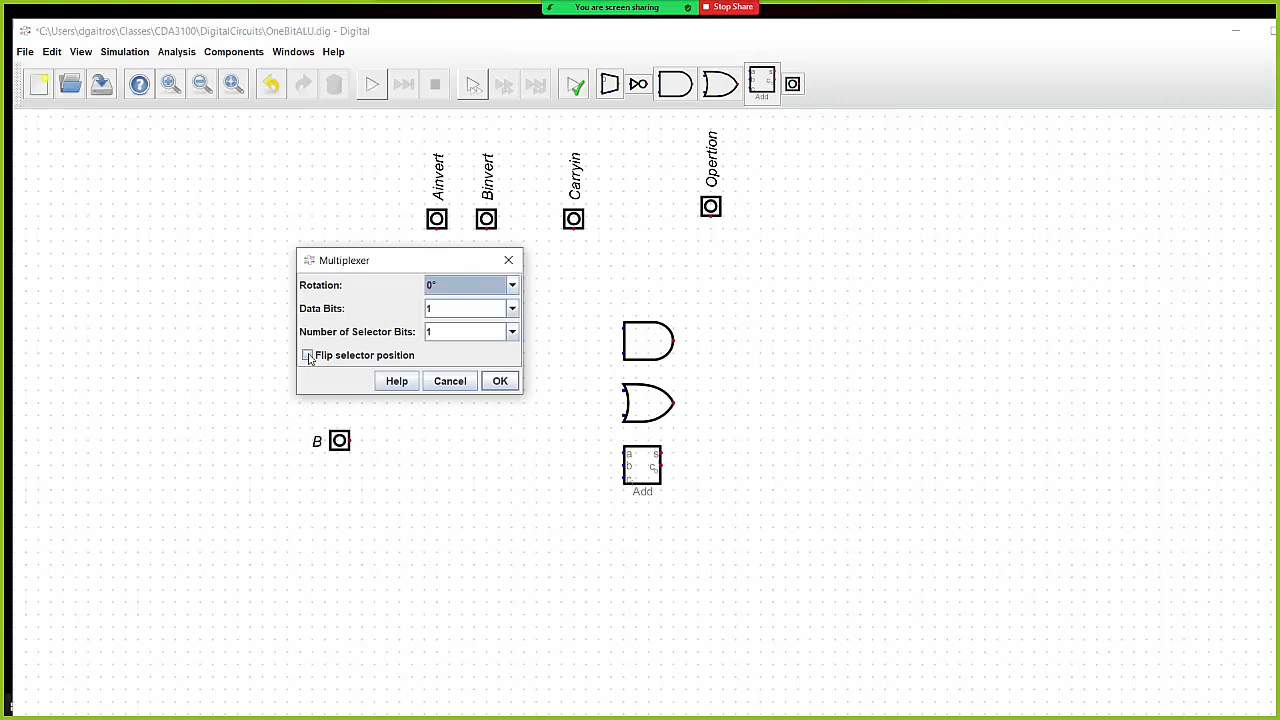 You are screen sharing
Stop Share
*C:\Users\dgaitros\Classes\CDA3100\DigitalCircuits\OneBitALU.dig - Digital
File Edit View Simulation Analysis Components Windows Help
Add
Ainvert
Binvert
Carryin
Opertion
Multiplexer
Rotation: 0°
Data Bits: 1
Number of Selector Bits: 1
Flip selector position
Help Cancel OK
B
a s
b c
c
Add